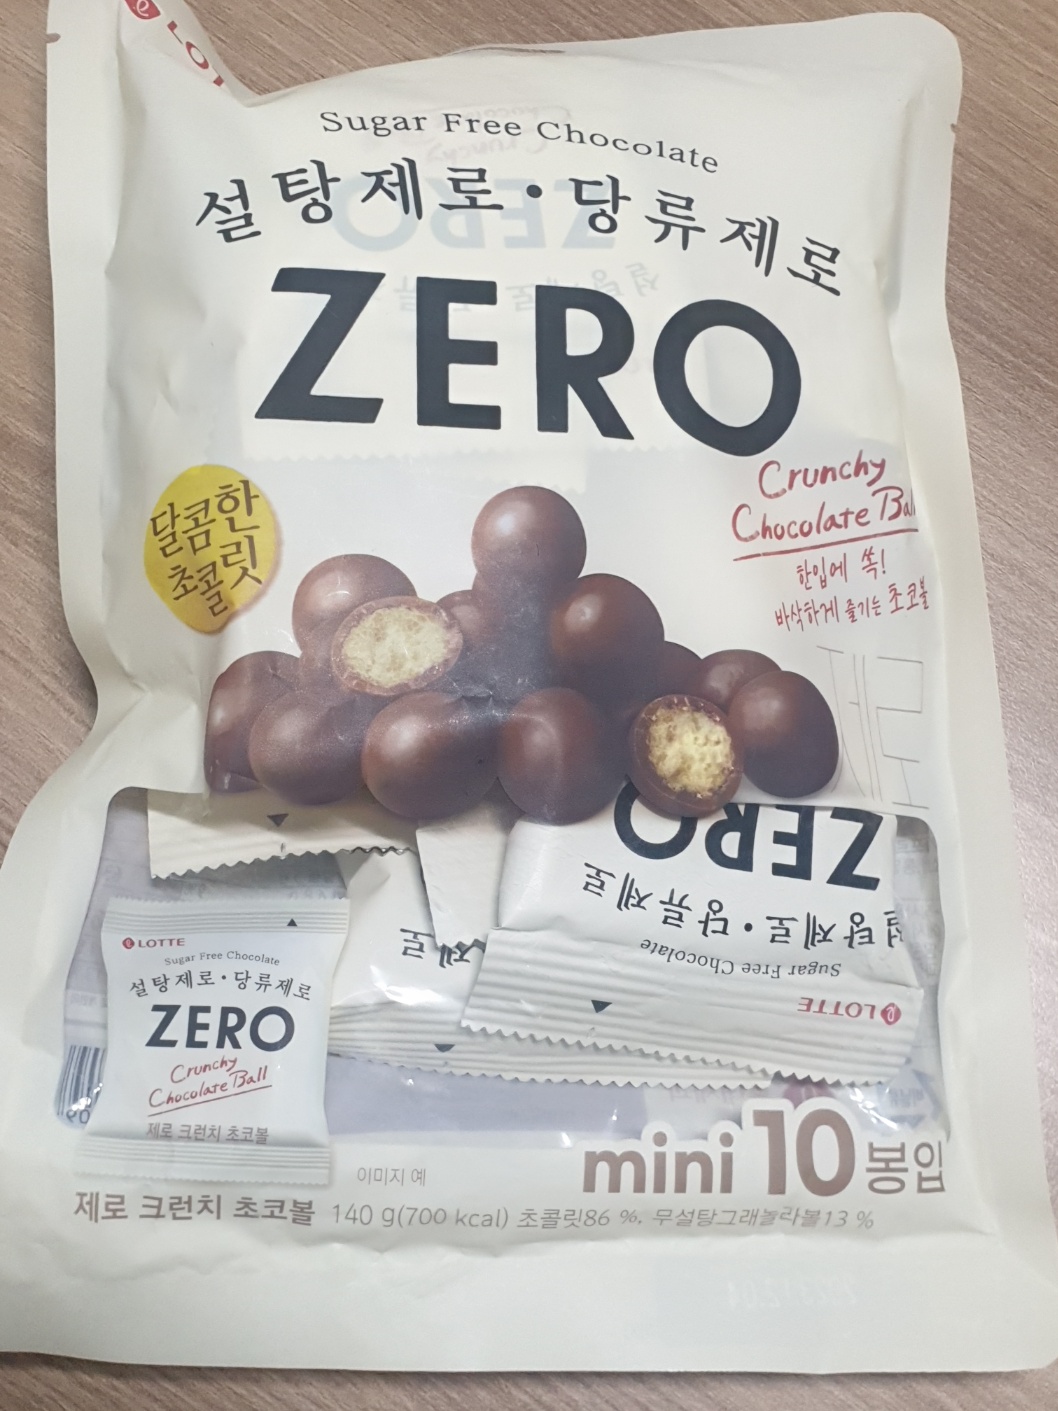 LOT
Sugar Free Chocolate
설탕제로·당류제로
ZERO
Crunchy
Chocolate Ball
한입에 쏙!
바삭하게 즐기는 초코볼
달콤한
초콜릿
제로
ZERO
설탕제로·당류제로
Sugar Free Chocolate
LOTTE
LOTTE
Sugar Free Chocolate
설탕제로·당류제로
ZERO
Crunchy
Chocolate Ball
제로 크런치 초코볼
이미지 예
mini 10봉입
제로 크런치 초코볼 140 g(700 kcal) 초콜릿86 %, 무설탕그래놀라볼13 %